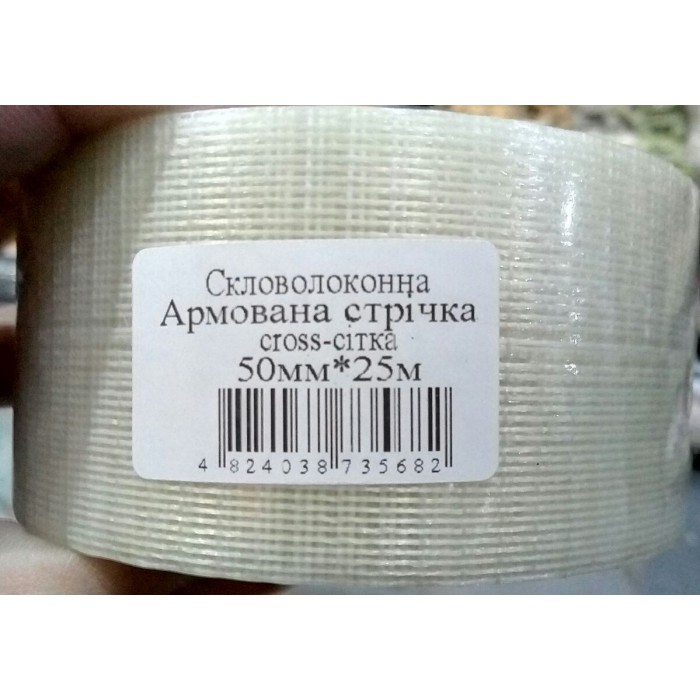 Скловолоконна
Армована стрічка
cross-сітка
50мм*25м
4 824038 735682